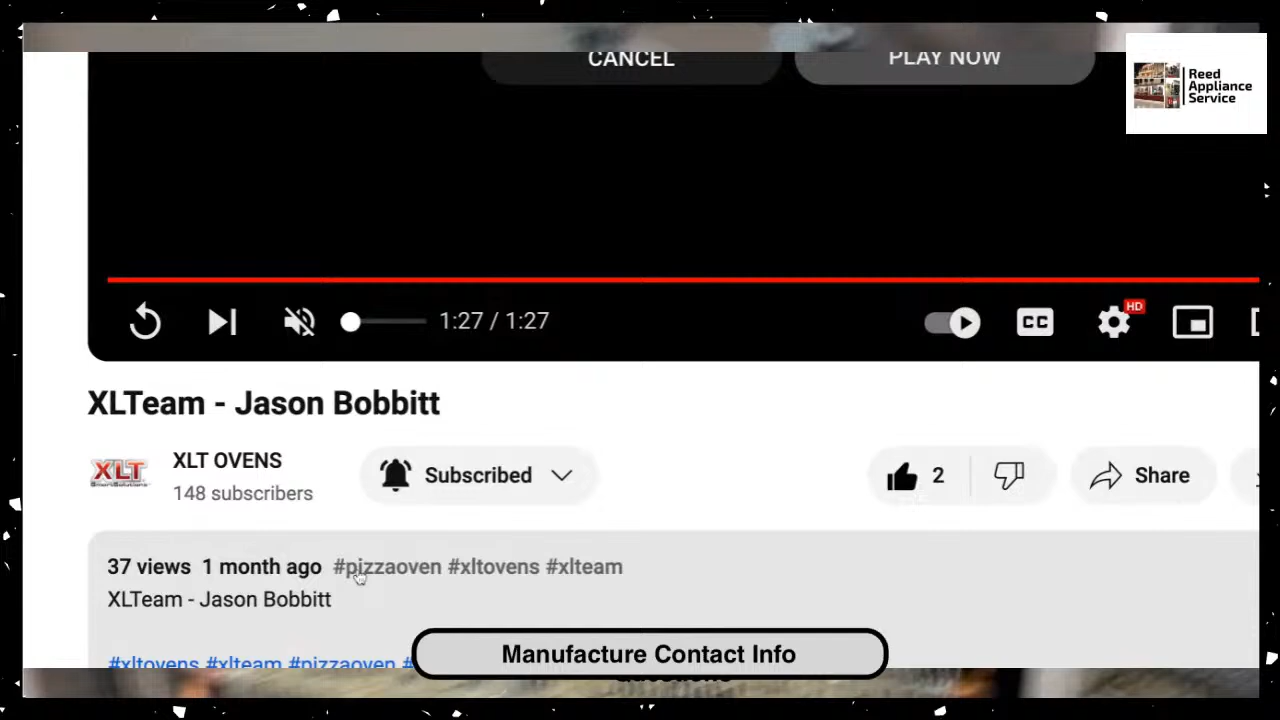 CANCEL
PLAY NOW
Reed
Appliance
Service
HD
1:27 / 1:27
CC
XLTeam - Jason Bobbitt
XLT
XLT OVENS
Subscribed
148 subscribers
2
Share
37 views 1 month ago #pizzaoven #xltovens #xlteam
XLTeam - Jason Bobbitt
#xltovens #xlteam #pizzaoven #
Manufacture Contact Info